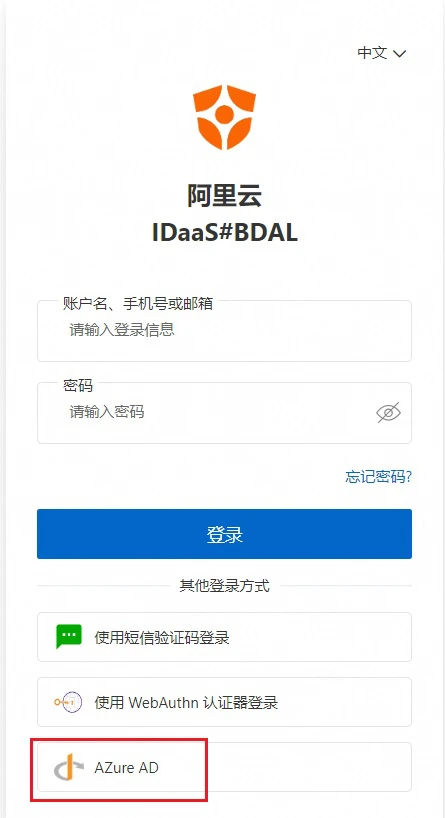 中文
阿里云
IDaaS#BDAL
账户名、手机号或邮箱
请输入登录信息
密码
请输入密码
忘记密码?
登录
其他登录方式
使用短信验证码登录
使用 WebAuthn 认证器登录
AZure AD